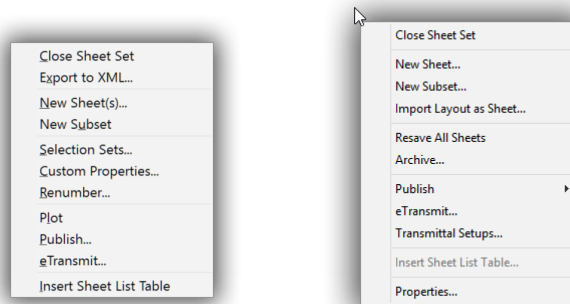 Close Sheet Set
Export to XML...
New Sheet(s)...
New Subset
Selection Sets...
Custom Properties...
Renumber...
Plot
Publish...
eTransmit...
Insert Sheet List Table
Close Sheet Set
New Sheet...
New Subset...
Import Layout as Sheet...
Resave All Sheets
Archive...
Publish
eTransmit...
Transmittal Setups...
Insert Sheet List Table...
Properties...